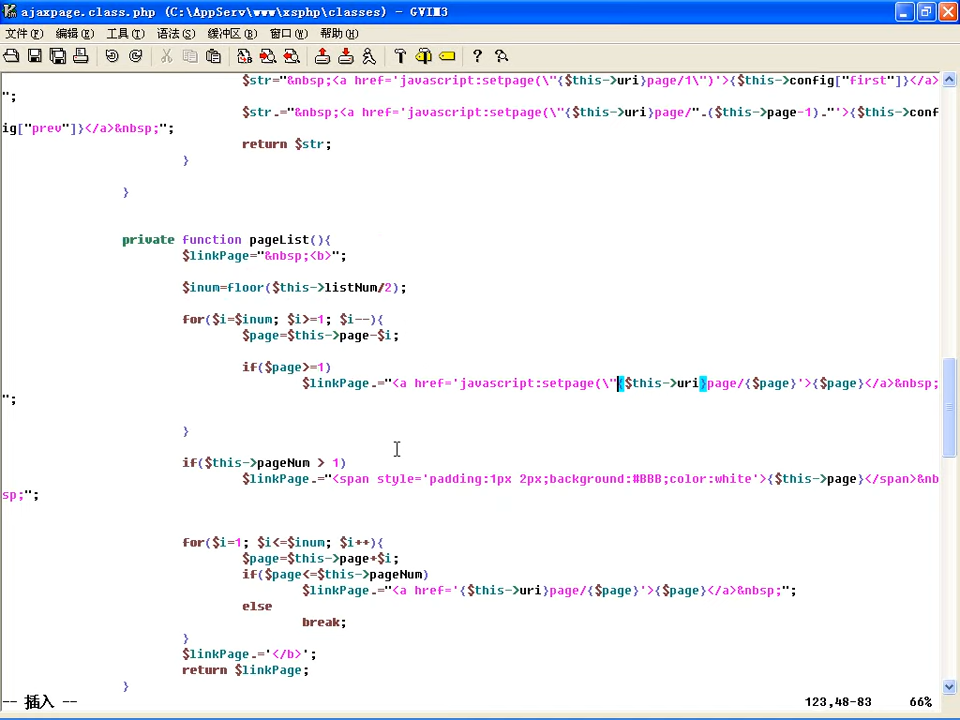 ajaxpage.class.php (C:\AppServ\www\xsphp\classes) - GVIM3
文件(F) 编辑(E) 工具(T) 语法(S) 缓冲区(B) 窗口(W) 帮助(H)
$str="&nbsp;<a href='javascript:setpage(\"{$this->uri}page/1\")'>{$this->config["first"]}</a>
";
$str.="&nbsp;<a href='javascript:setpage(\"{$this->uri}page/".($this->page-1)."'>{$this->conf
ig["prev"]}</a>&nbsp;";
return $str;
}
}
private function pageList(){
$linkPage="&nbsp;<b>";
$inum=floor($this->listNum/2);
for($i=$inum; $i>=1; $i--){
$page=$this->page-$i;
if($page>=1)
$linkPage.="<a href='javascript:setpage(\"{$this->uri}page/{$page}'>{$page}</a>&nbsp;
";
}
if($this->pageNum > 1)
$linkPage.="<span style='padding:1px 2px;background:#BBB;color:white'>{$this->page}</span>&nb
sp;";
for($i=1; $i<=$inum; $i++){
$page=$this->page+$i;
if($page<=$this->pageNum)
$linkPage.="<a href='{$this->uri}page/{$page}'>{$page}</a>&nbsp;";
else
break;
}
$linkPage.='</b>';
return $linkPage;
}
-- 插入 -- 123,48-83 66%